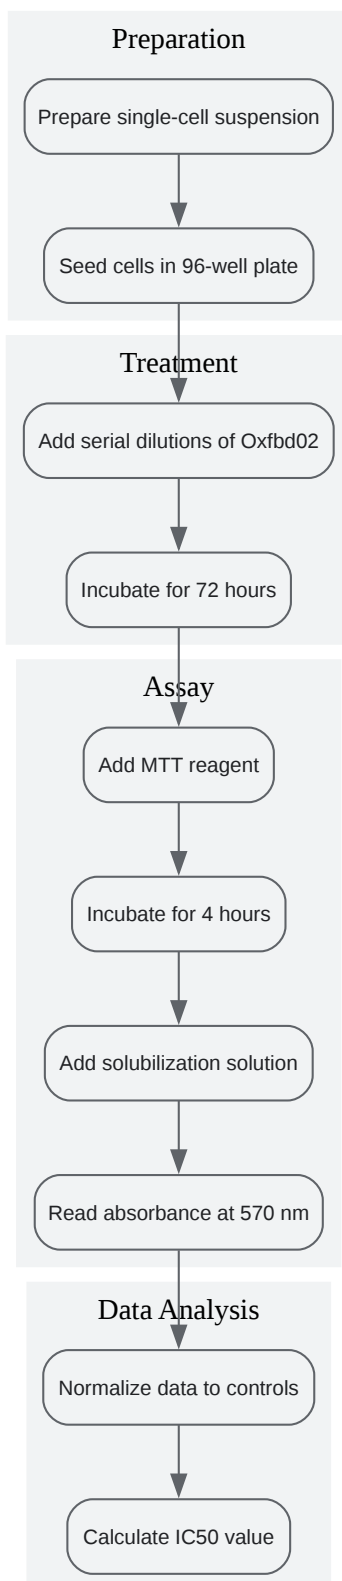 Preparation
Prepare single-cell suspension
Seed cells in 96-well plate
Treatment
Add serial dilutions of Oxfbd02
Incubate for 72 hours
Assay
Add MTT reagent
Incubate for 4 hours
Add solubilization solution
Read absorbance at 570 nm
Data Analysis
Normalize data to controls
Calculate IC50 value